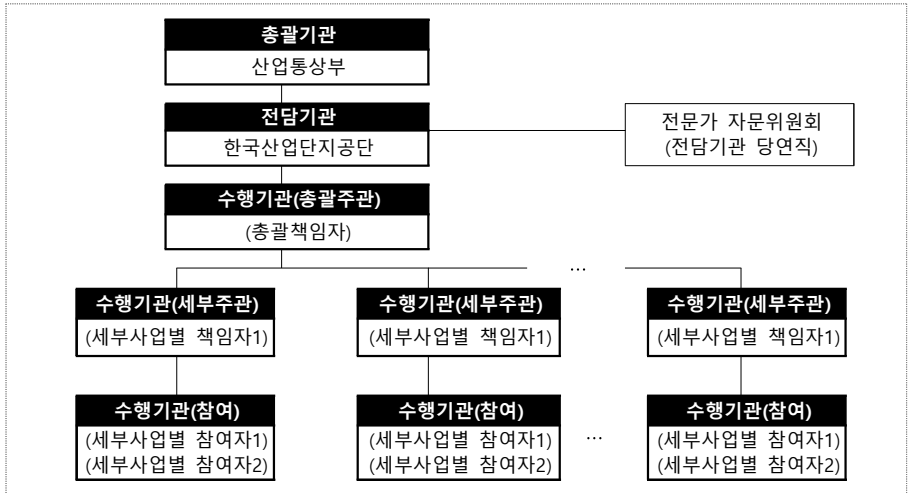 총괄기관
산업통상부
전담기관
한국산업단지공단
전문가 자문위원회
(전담기관 당연직)
수행기관(총괄주관)
(총괄책임자)
…
수행기관(세부주관)
(세부사업별 책임자1)
수행기관(세부주관)
(세부사업별 책임자1)
수행기관(세부주관)
(세부사업별 책임자1)
수행기관(참여)
(세부사업별 참여자1)
(세부사업별 참여자2)
수행기관(참여)
(세부사업별 참여자1)
(세부사업별 참여자2)
…
수행기관(참여)
(세부사업별 참여자1)
(세부사업별 참여자2)